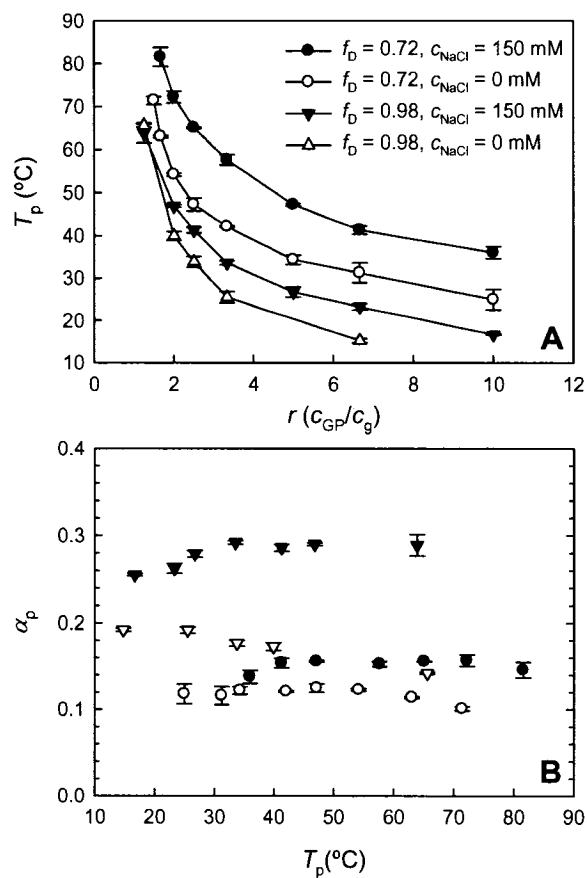 90
80
70
60
50
40
30
20
10
T_p (ºC)
● f_D = 0.72, c_NaCl = 150 mM
○ f_D = 0.72, c_NaCl = 0 mM
▼ f_D = 0.98, c_NaCl = 150 mM
△ f_D = 0.98, c_NaCl = 0 mM
A
0 2 4 6 8 10 12
r (c_GP/c_g)
0.4
0.3
0.2
0.1
0.0
α_p
B
10 20 30 40 50 60 70 80 90
T_p(ºC)